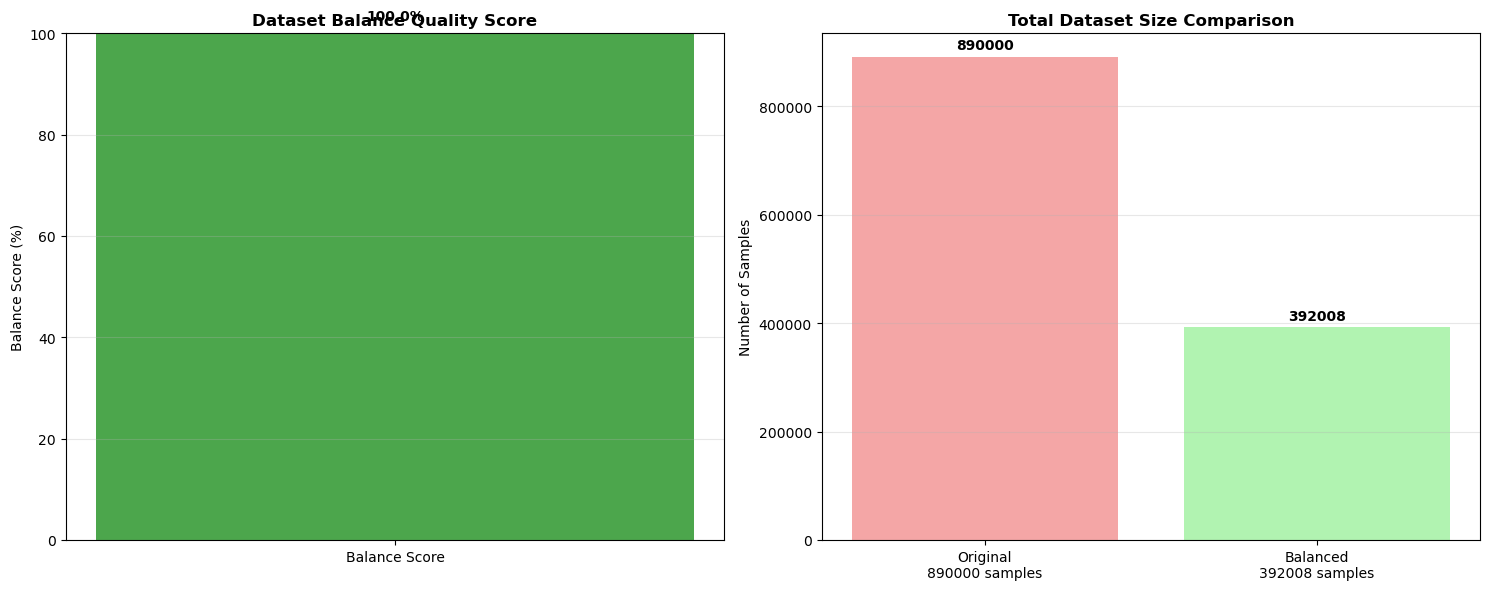 100.0%
Dataset Balance Quality Score
Balance Score (%)
100
80
60
40
20
0
Balance Score
Total Dataset Size Comparison
Number of Samples
800000
600000
400000
200000
0
890000
392008
Original
890000 samples
Balanced
392008 samples